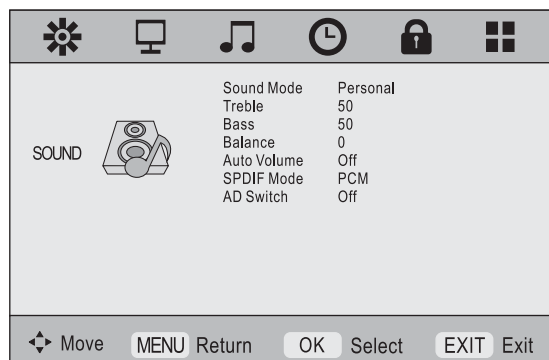 Sound Mode Personal
Treble 50
Bass 50
SOUND
Balance 0
Auto Volume Off
SPDIF Mode PCM
AD Switch Off
Move MENU Return OK Select EXIT Exit